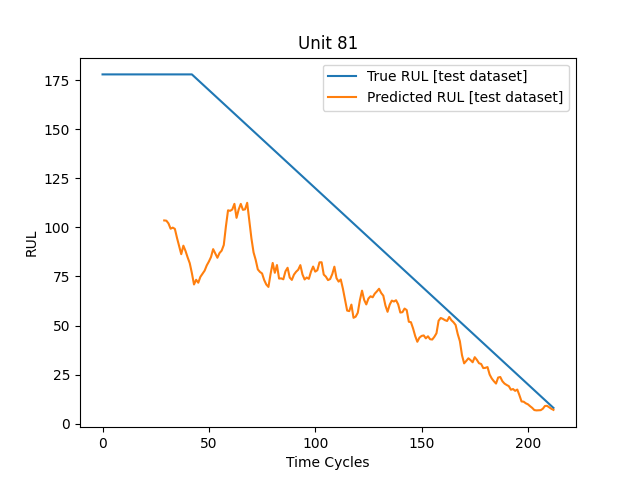 Unit 81
True RUL [test dataset]
Predicted RUL [test dataset]
RUL
175
150
125
100
75
50
25
0
0 50 100 150 200
Time Cycles